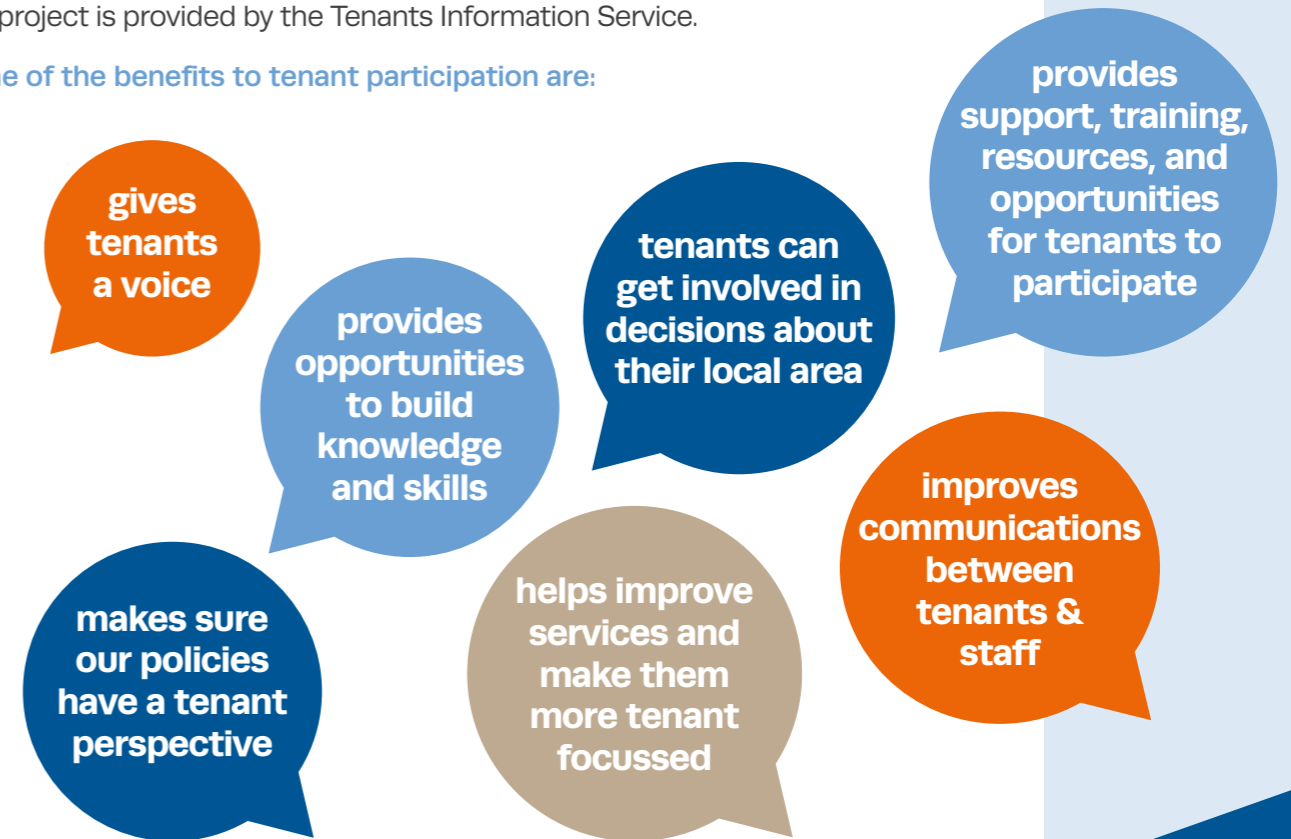 project is provided by the Tenants Information Service.
of the benefits to tenant participation are:
gives
tenants
a voice
provides
opportunities
to build
knowledge
and skills
tenants can
get involved in
decisions about
their local area
provides
support, training,
resources, and
opportunities
for tenants to
participate
makes sure
our policies
have a tenant
perspective
helps improve
services and
make them
more tenant
focussed
improves
communications
between
tenants &
staff